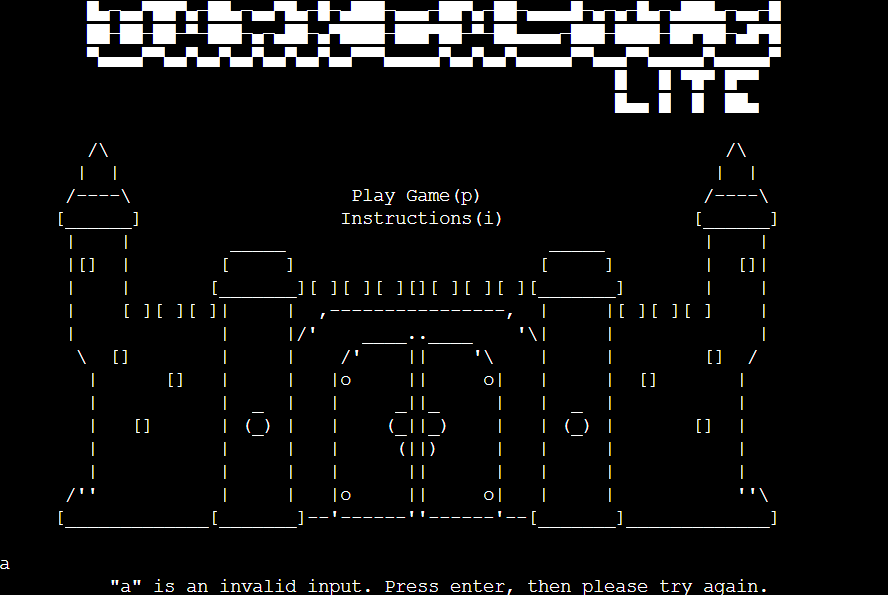 LITE
Play Game(p)
Instructions(i)
a
"a" is an invalid input. Press enter, then please try again.